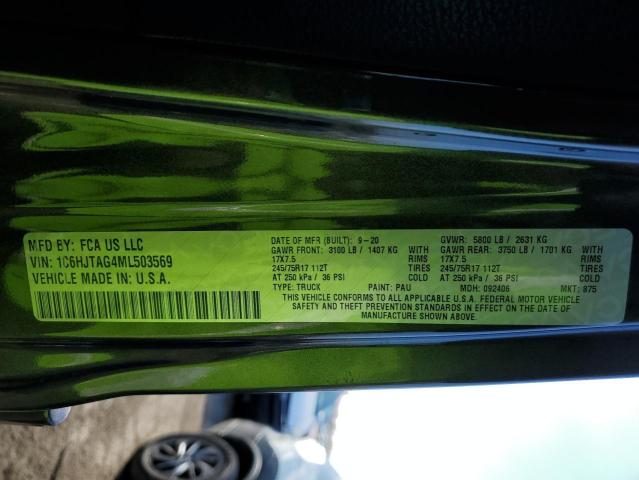 MFD BY: FCA US LLC
VIN: 1C6HJTAG4ML503569
VEHICLE MADE IN: U.S.A.
DATE OF MFR (BUILT): 9-20 GVWR: 5800 LB / 2631 KG
GAWR FRONT: 3100 LB / 1407 KG WITH GAWR REAR: 3750 LB / 1701 KG WITH
17X7.5 RIMS 17X7.5 RIMS
245/75R17 112T TIRES 245/75R17 112T TIRES
AT 250 kPa / 36 PSI COLD AT 250 kPa / 36 PSI COLD
TYPE: TRUCK PAINT: PAU MDH: 092406 MKT: 875
THIS VEHICLE CONFORMS TO ALL APPLICABLE U.S.A. FEDERAL MOTOR VEHICLE
SAFETY AND THEFT PREVENTION STANDARDS IN EFFECT ON THE DATE OF
MANUFACTURE SHOWN ABOVE.